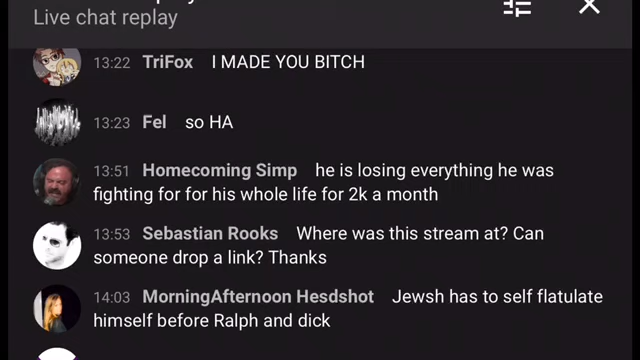 Live chat replay
13:22 TriFox I MADE YOU BITCH
13:23 Fel so HA
13:51 Homecoming Simp he is losing everything he was
fighting for for his whole life for 2k a month
13:53 Sebastian Rooks Where was this stream at? Can
someone drop a link? Thanks
14:03 MorningAfternoon Hesdshot Jewsh has to self flatulate
himself before Ralph and dick